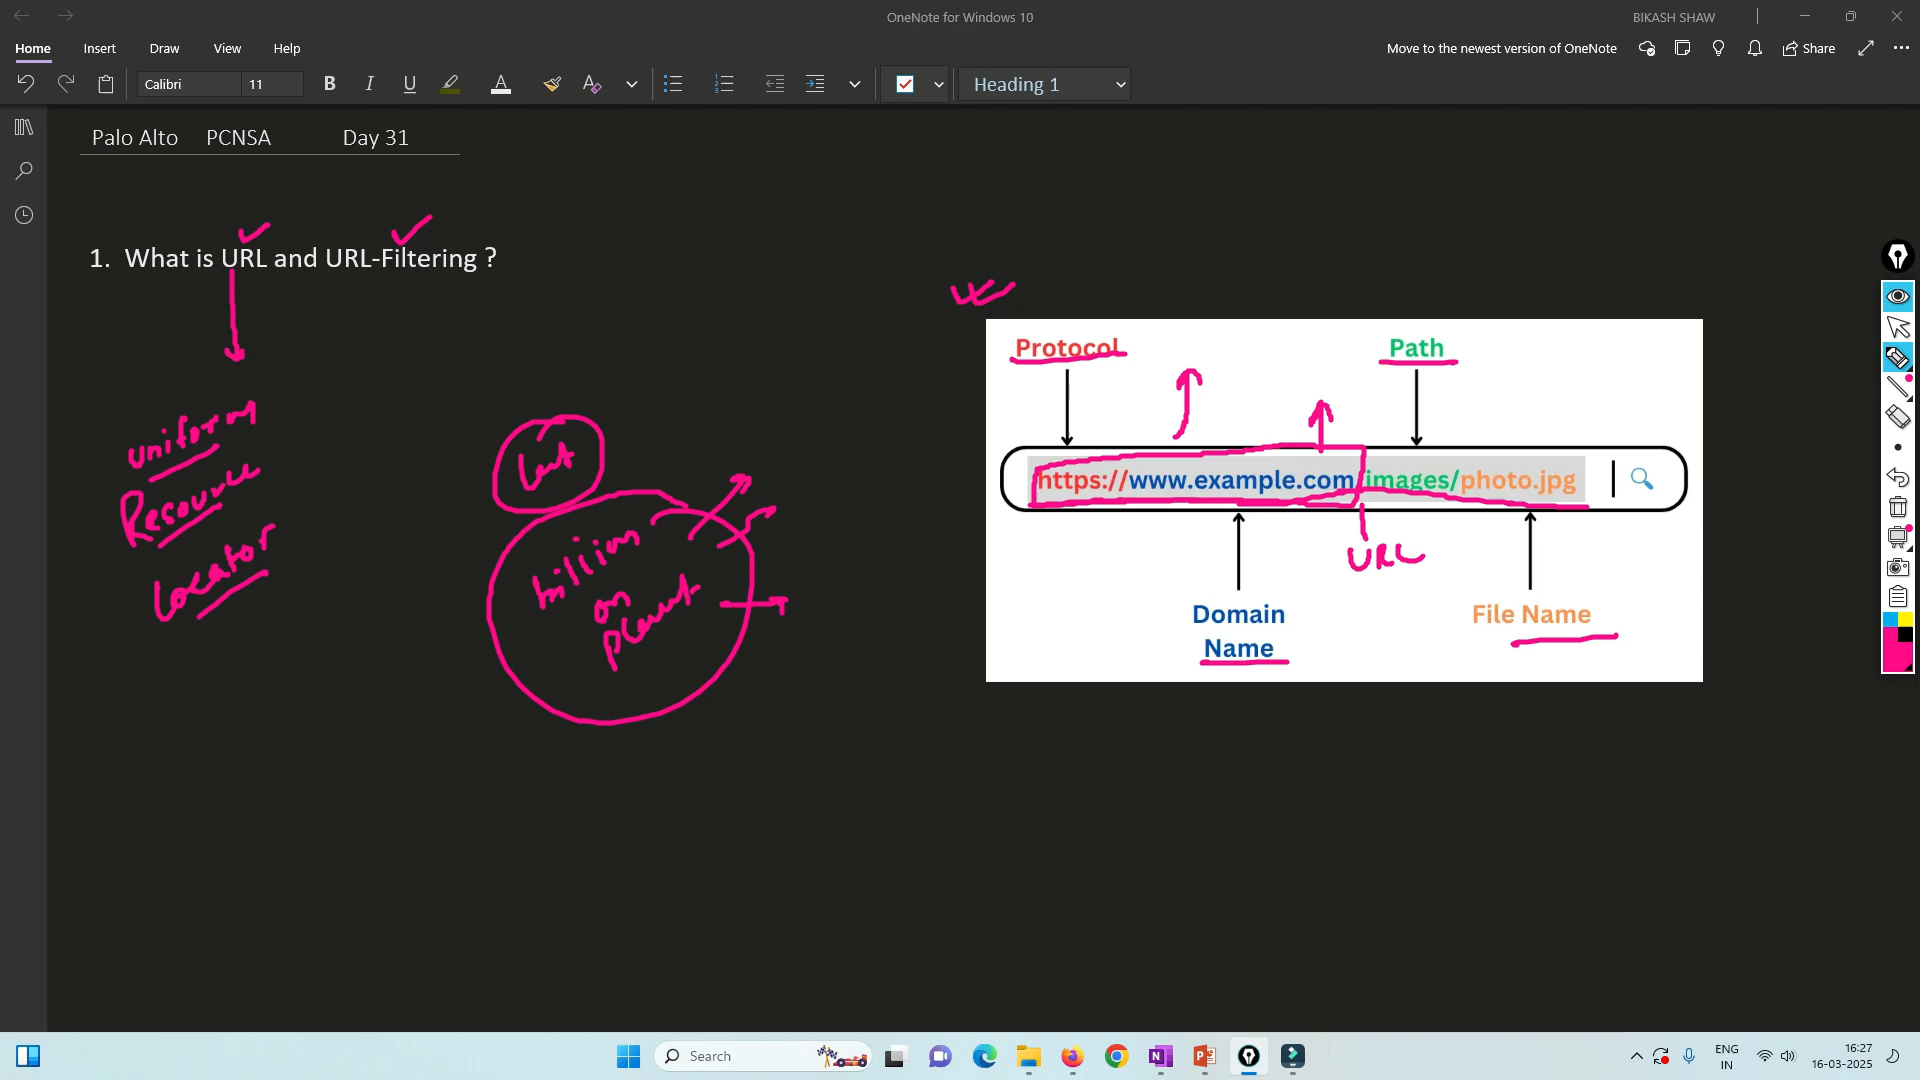 OneNote for Windows 10
BIKASH SHAW
Home Insert Draw View Help
Move to the newest version of OneNote
Share
Calibri 11 B I U A A Heading 1
Palo Alto PCNSA Day 31
1. What is URL and URL-Filtering ?
uniform
Resource
Locator
on
Protocol Path
https://www.example.com/images/photo.jpg
URL
Domain
Name
File Name
Search
ENG
IN
16:27
16-03-2025